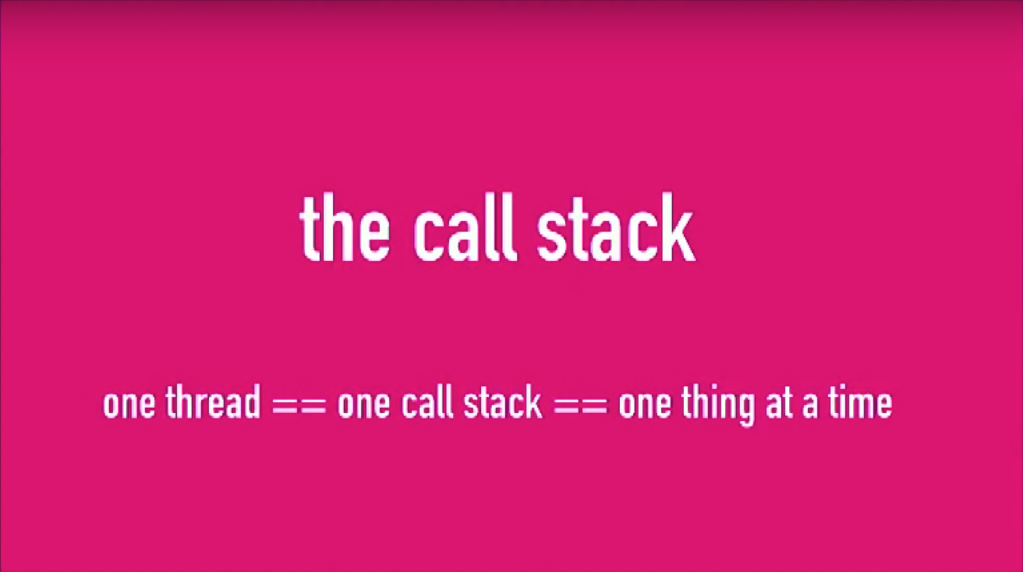 the call stack
one thread == one call stack == one thing at a time